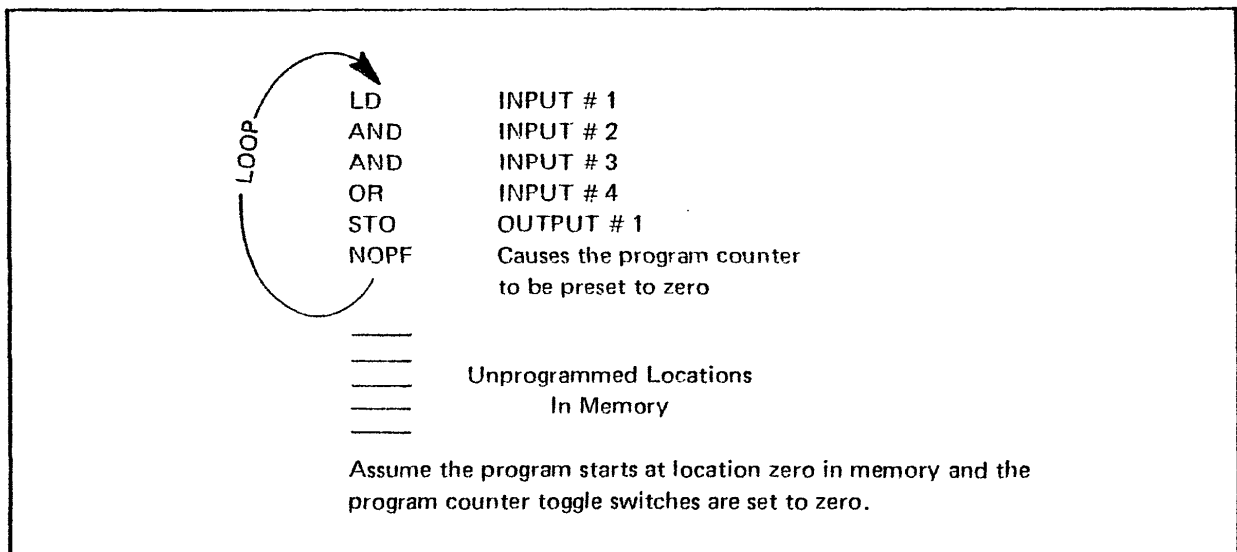 LOOP
LD INPUT # 1
AND INPUT # 2
AND INPUT # 3
OR INPUT # 4
STO OUTPUT # 1
NOPF Causes the program counter
to be preset to zero
Unprogrammed Locations
In Memory
Assume the program starts at location zero in memory and the
program counter toggle switches are set to zero.